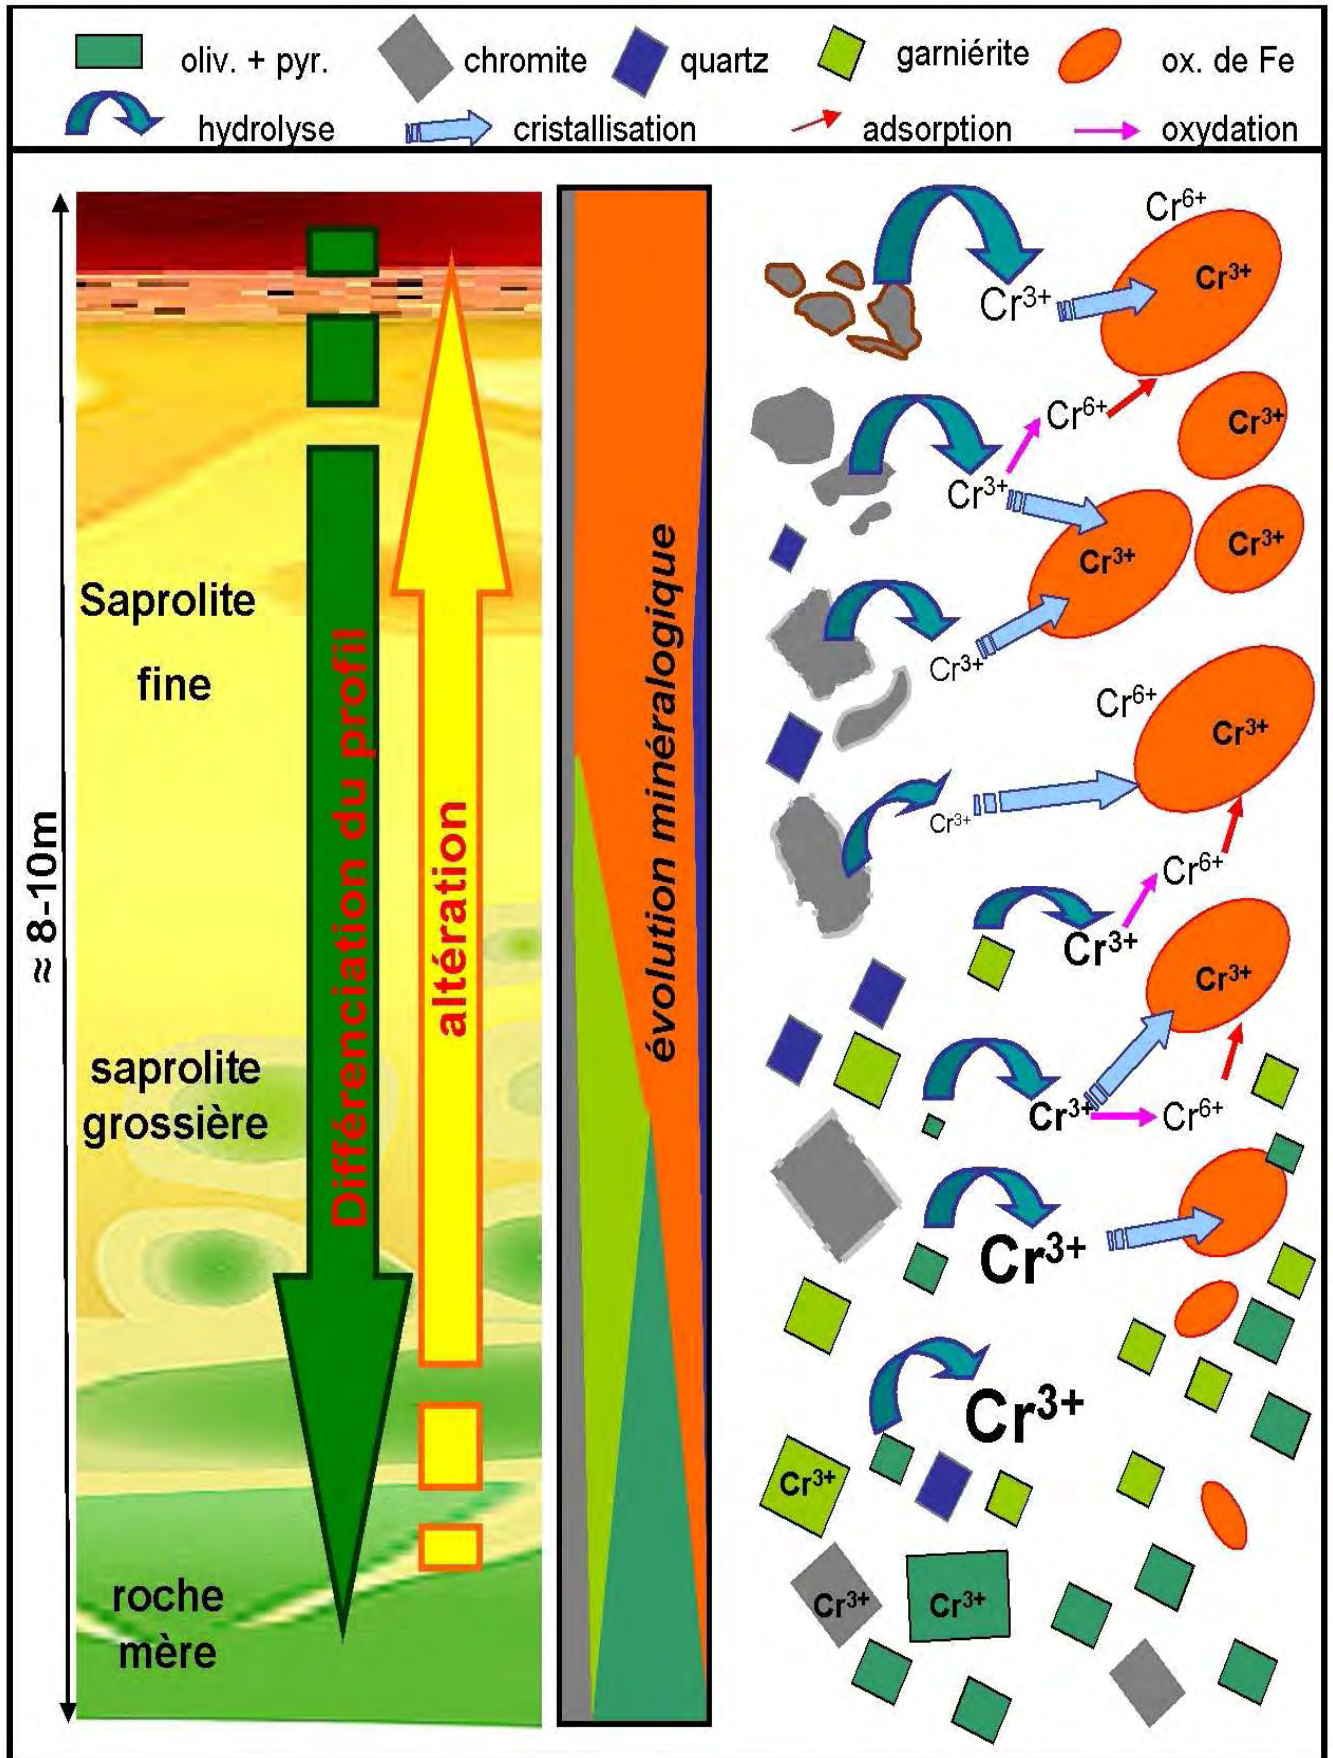 oliv. + pyr.
chromite
quartz
garniérite
ox. de Fe
hydrolyse
cristallisation
adsorption
oxydation
≈ 8-10m
Saprolite
fine
saprolite
grossière
roche
mère
Différenciation du profil
altération
évolution minéralogique
Cr6+
Cr3+
Cr3+
Cr6+
Cr3+
Cr3+
Cr3+
Cr3+
Cr3+
Cr6+
Cr3+
Cr3+
Cr6+
Cr3+
Cr3+
Cr3+
Cr6+
Cr3+
Cr3+
Cr3+
Cr3+
Cr3+